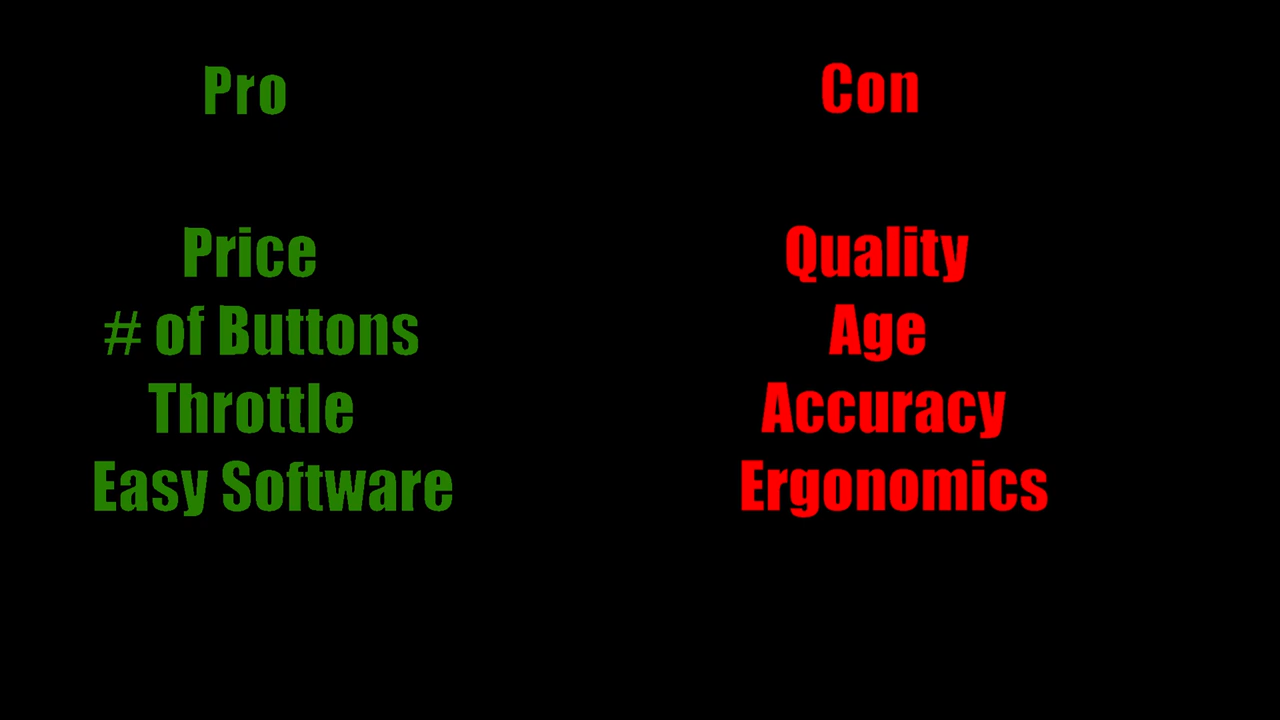 Pro
Price
# of Buttons
Throttle
Easy Software
Con
Quality
Age
Accuracy
Ergonomics